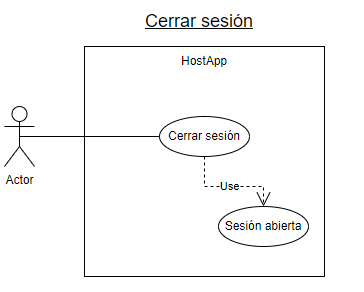 Cerrar sesión
HostApp
Cerrar sesión
Actor
Use
Sesión abierta